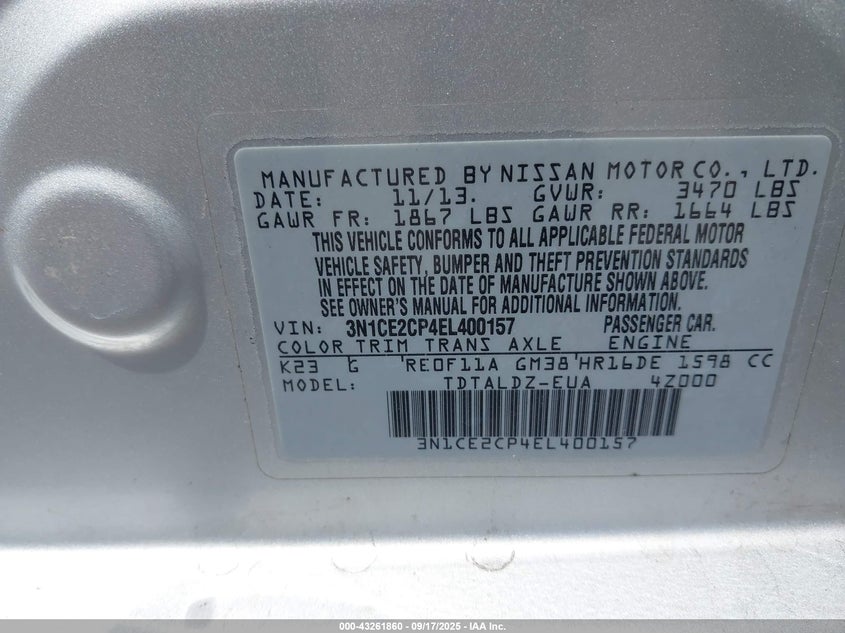 MANUFACTURED BY NISSAN MOTOR CO., LTD.
DATE: 11/13. GVWR: 3470 LBS
GAWR FR: 1867 LBS GAWR RR: 1664 LBS
THIS VEHICLE CONFORMS TO ALL APPLICABLE FEDERAL MOTOR
VEHICLE SAFETY, BUMPER AND THEFT PREVENTION STANDARDS
IN EFFECT ON THE DATE OF MANUFACTURE SHOWN ABOVE.
SEE OWNER'S MANUAL FOR ADDITIONAL INFORMATION.
VIN: 3N1CE2CP4EL400157 PASSENGER CAR.
COLOR TRIM TRANS AXLE ENGINE
K23 G RE0F11A GM38 HR16DE 1598 CC
MODEL: TDTALDZ-EUA 4Z000
3N1CE2CP4EL400157
000-43261860 - 09/17/2025 - IAA Inc.